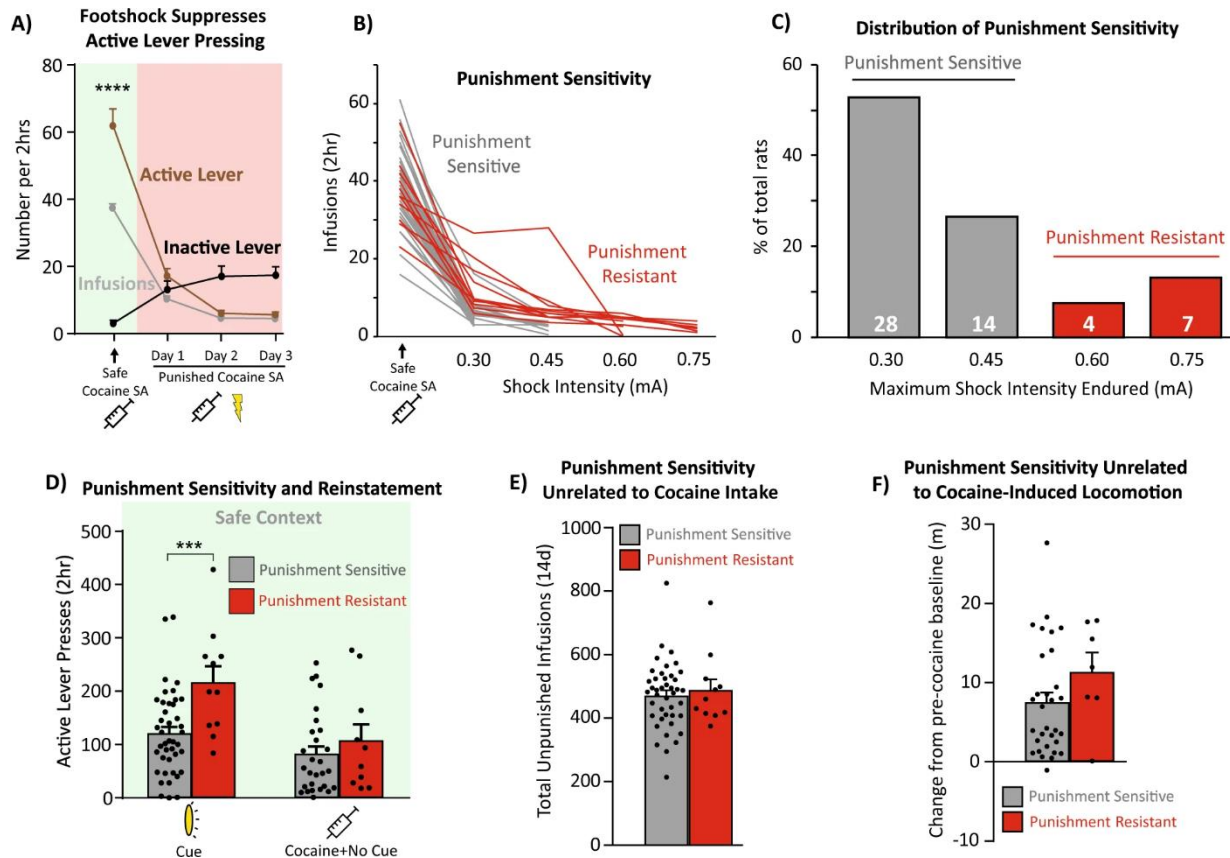 A)
Footshock Suppresses
Active Lever Pressing
80
60
40
20
0
Number per 2hrs
****
Active Lever
Inactive Lever
Infusions
Day 1 Day 2 Day 3
Safe
Cocaine SA
Punished Cocaine SA
B)
Punishment Sensitivity
60
40
20
0
Infusions (2hr)
Punishment
Sensitive
Punishment
Resistant
0.30 0.45 0.60 0.75
Safe
Cocaine SA
Shock Intensity (mA)
C)
Distribution of Punishment Sensitivity
Punishment Sensitive
60
40
20
0
% of total rats
Punishment Resistant
28 14 4 7
0.30 0.45 0.60 0.75
Maximum Shock Intensity Endured (mA)
D)
Punishment Sensitivity and Reinstatement
Safe Context
500
400
300
200
100
0
Active Lever Presses (2hr)
***
Punishment Sensitive
Punishment Resistant
Cue
Cocaine+No Cue
E)
Punishment Sensitivity
Unrelated to Cocaine Intake
1000
800
600
400
200
0
Total Unpunished Infusions (14d)
Punishment Sensitive
Punishment Resistant
F)
Punishment Sensitivity Unrelated
to Cocaine-Induced Locomotion
30
20
10
0
-10
Change from pre-cocaine baseline (m)
Punishment Sensitive
Punishment Resistant